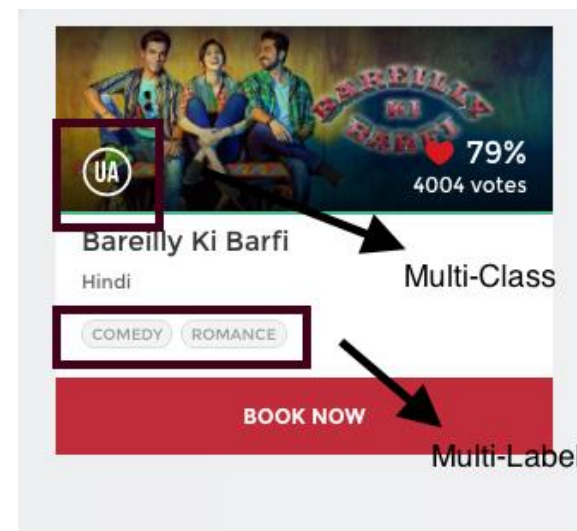 BAREILLY
KI
BARFI
UA
79%
4004 votes
Bareilly Ki Barfi
Hindi
Multi-Class
COMEDY ROMANCE
BOOK NOW
Multi-Label